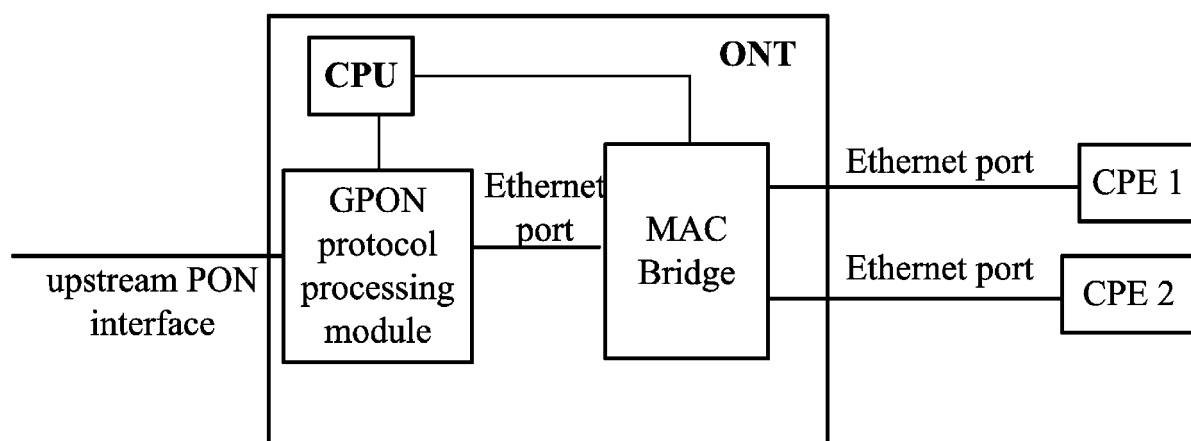 ONT
CPU
Ethernet port
CPE 1
GPON
protocol
processing
module
Ethernet
port
MAC
Bridge
upstream PON
interface
Ethernet port
CPE 2